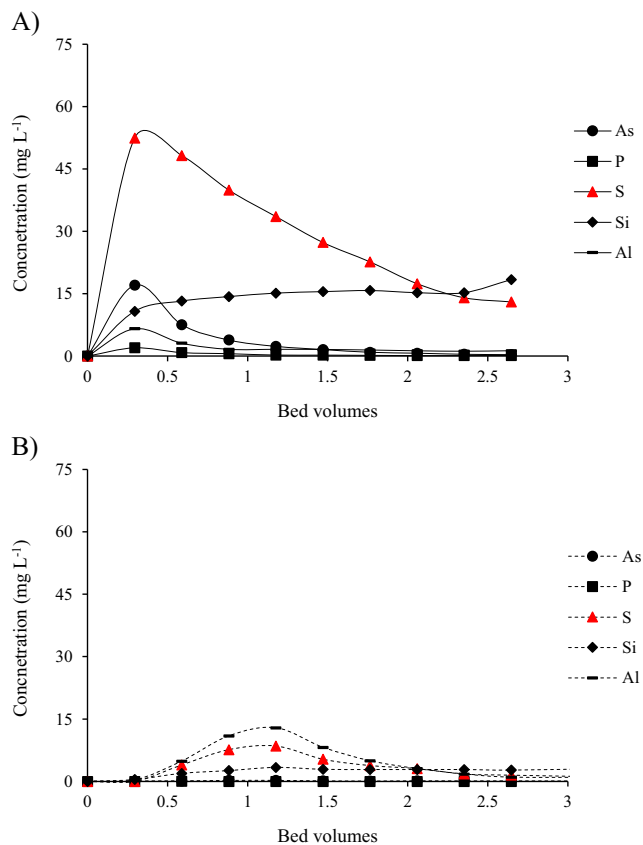 A)
75
60
45
30
15
0
0
0.5
1
1.5
2
2.5
3
Concnetration (mg L-1)
Bed volumes
As
P
S
Si
Al
B)
75
60
45
30
15
0
0
0.5
1
1.5
2
2.5
3
Concnetration (mg L-1)
Bed volumes
As
P
S
Si
Al